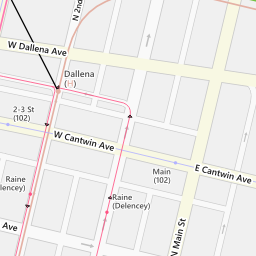 N 2nd
W Dallena Ave
Dallena
(H)
2-3 St
(102)
W Cantwin Ave
E Cantwin Ave
Main
(102)
Raine
elencey)
Raine
(Delencey)
N Main St
Ave